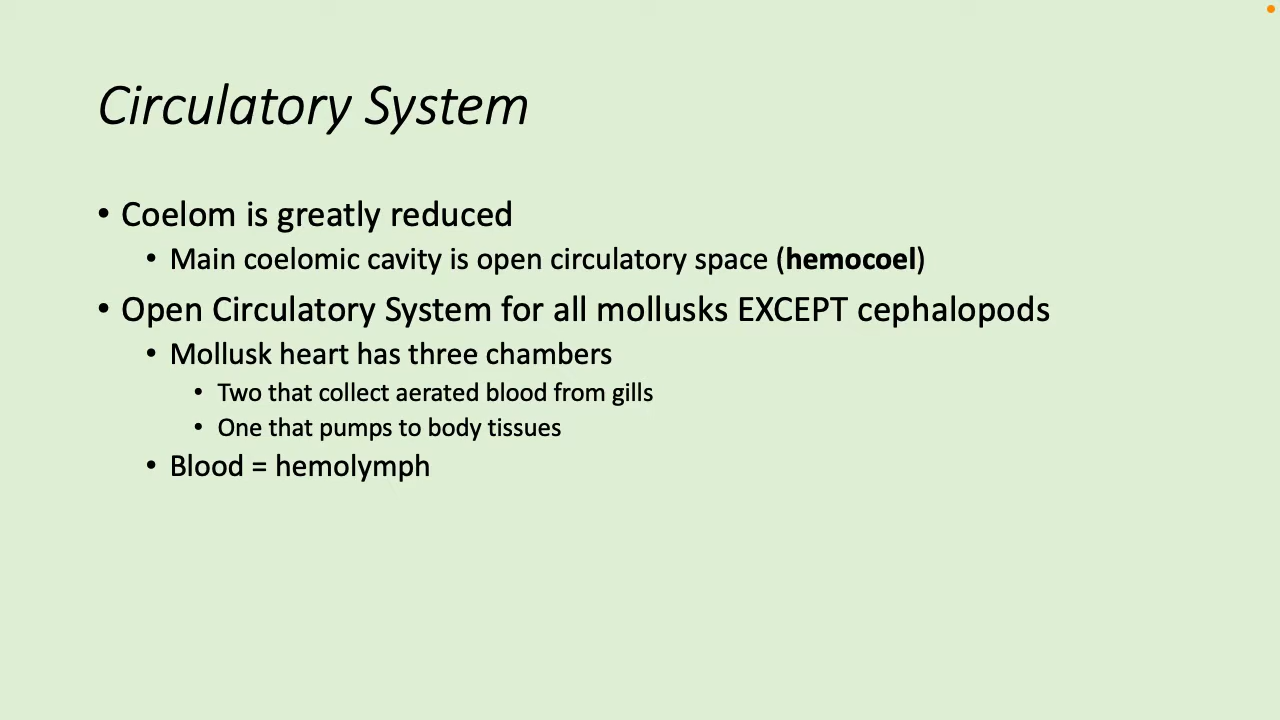 Circulatory System
• Coelom is greatly reduced
• Main coelomic cavity is open circulatory space (hemocoel)
• Open Circulatory System for all mollusks EXCEPT cephalopods
• Mollusk heart has three chambers
• Two that collect aerated blood from gills
• One that pumps to body tissues
• Blood = hemolymph